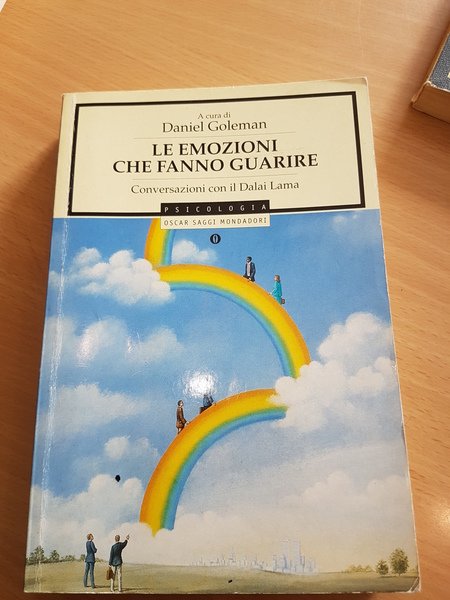 A cura di
Daniel Goleman
LE EMOZIONI
CHE FANNO GUARIRE
Conversazioni con il Dalai Lama
PSICOLOGIA
OSCAR SAGGI MONDADORI